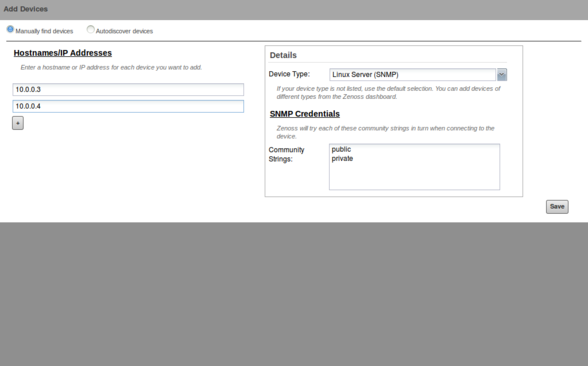 Add Devices
Manually find devices
Autodiscover devices
Hostnames/IP Addresses
Enter a hostname or IP address for each device you want to add.
10.0.0.3
10.0.0.4
+
Details
Device Type:
Linux Server (SNMP)
If your device type is not listed, use the default selection. You can add devices of
different types from the Zenoss dashboard.
SNMP Credentials
Zenoss will try each of these community strings in turn when connecting to the
device.
Community
Strings:
public
private
Save